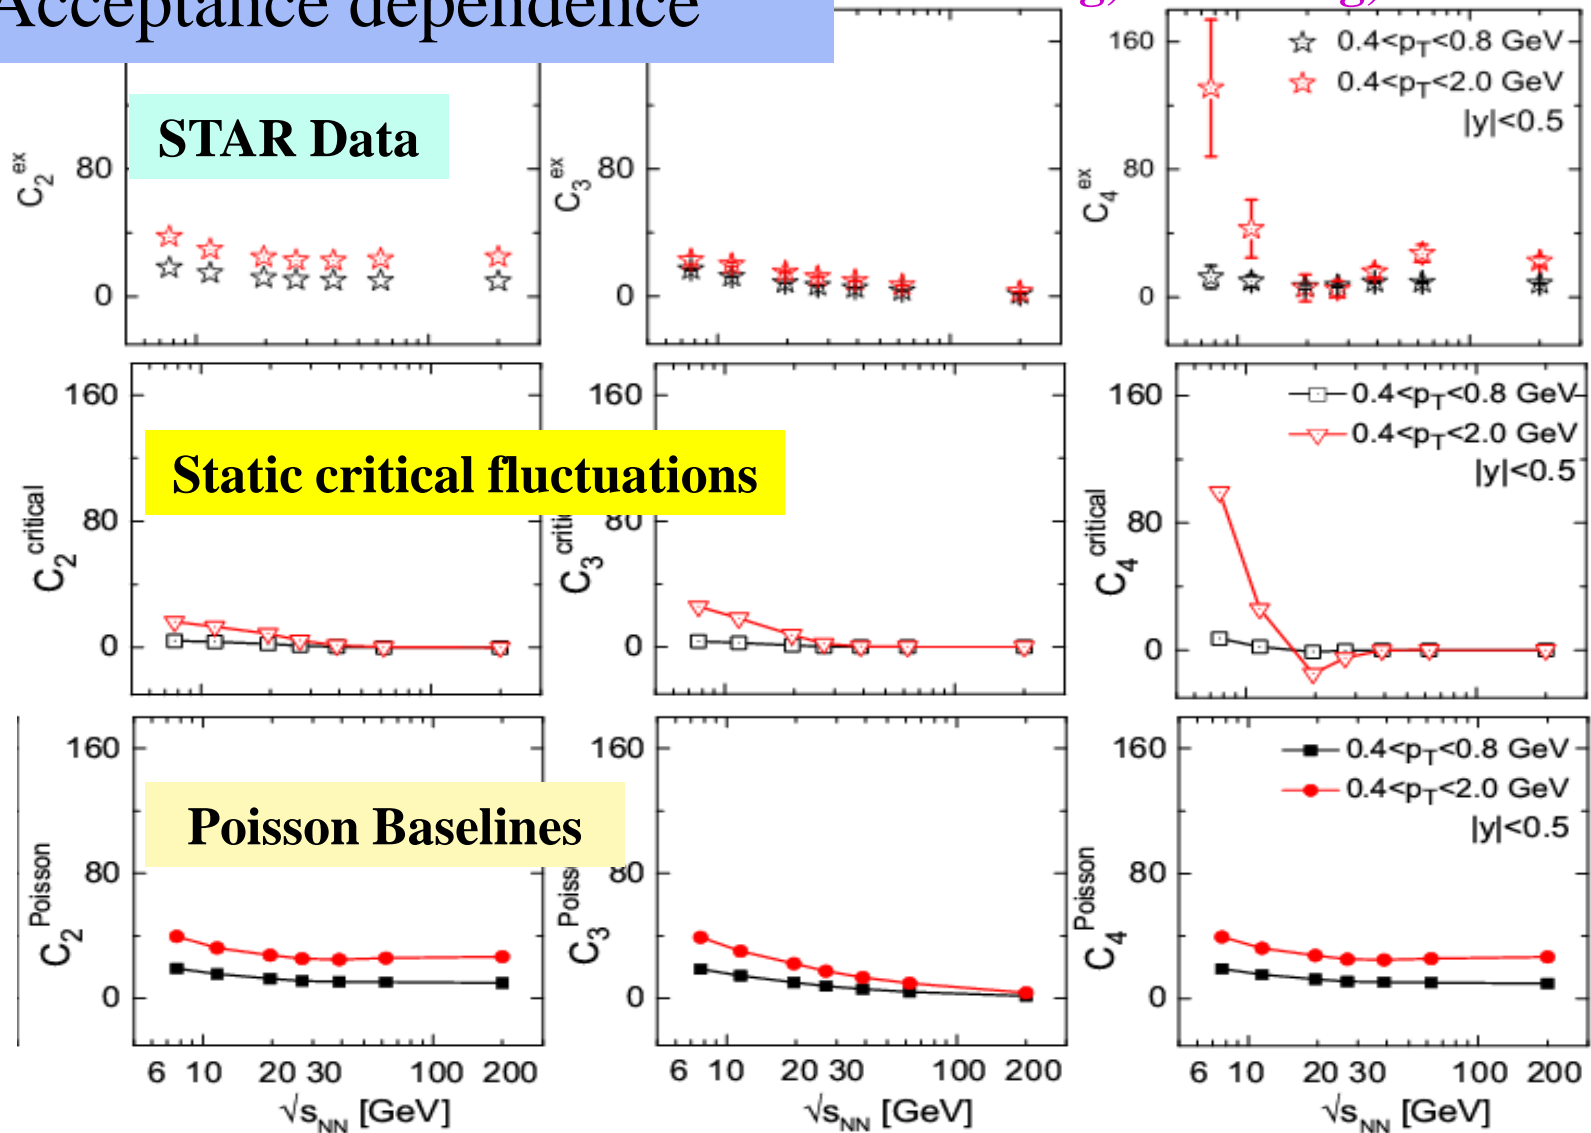 Acceptance dependence
STAR Data
C2^ex
80
0
C3^ex
80
0
C4^ex
160
80
0
0.4<pT<0.8 GeV
0.4<pT<2.0 GeV
|y|<0.5
Static critical fluctuations
C2^critical
160
80
0
C3
160
80
0
C4^critical
160
80
0
0.4<pT<0.8 GeV
0.4<pT<2.0 GeV
|y|<0.5
Poisson Baselines
C2^Poisson
160
80
0
C3
160
80
0
C4^Poisson
160
80
0
0.4<pT<0.8 GeV
0.4<pT<2.0 GeV
|y|<0.5
6 10 20 30 100 200
√sNN [GeV]
6 10 20 30 100 200
√sNN [GeV]
6 10 20 30 100 200
√sNN [GeV]